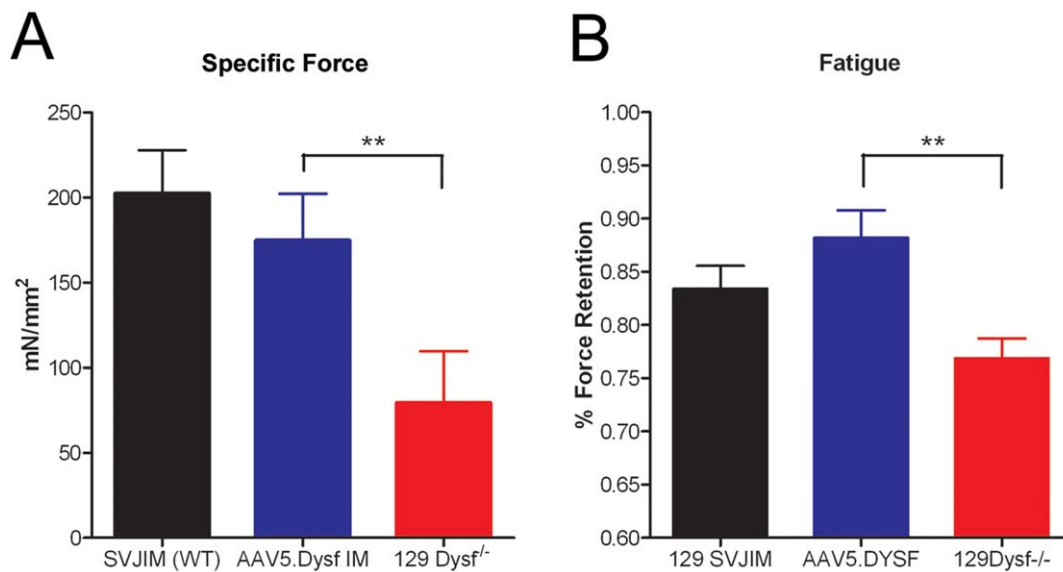 A
Specific Force
mN/mm²
250
200
150
100
50
0
**
SVJIM (WT) AAV5.Dysf IM 129 Dysf⁻/⁻
B
Fatigue
% Force Retention
1.00
0.95
0.90
0.85
0.80
0.75
0.70
0.65
0.60
**
129 SVJIM AAV5.DYSF 129Dysf-/-